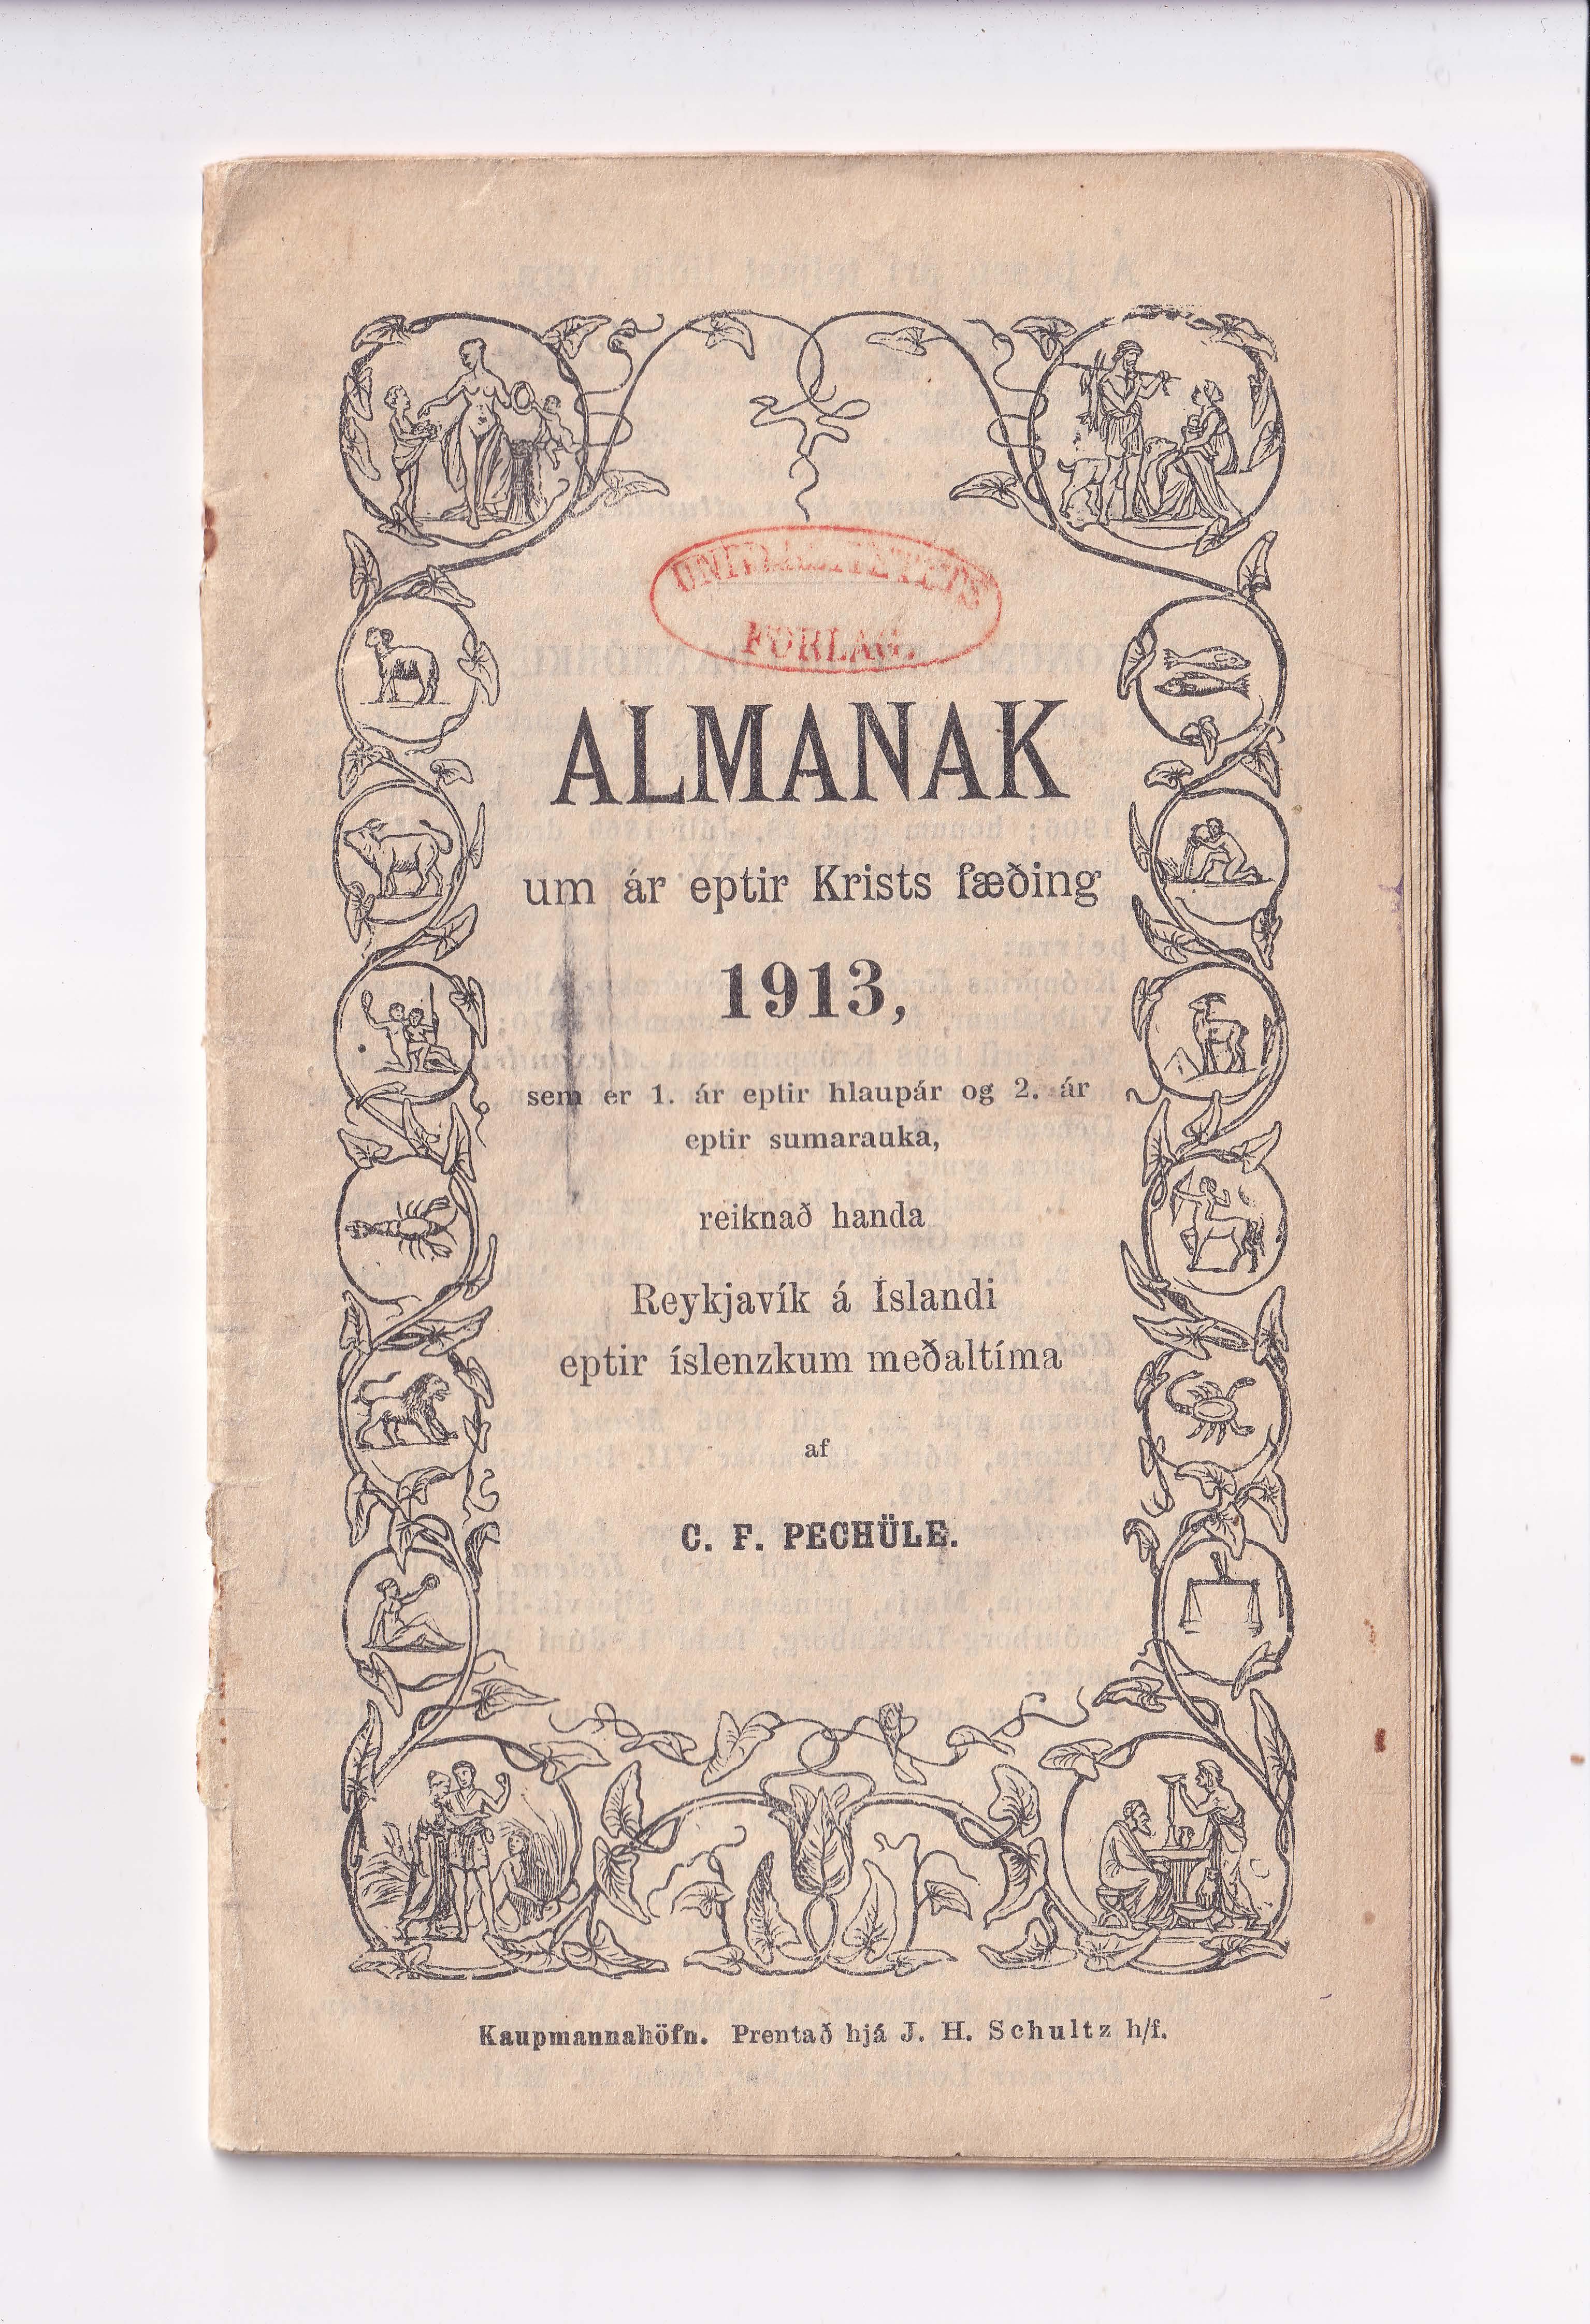 UNIVERSITETETS
FORLAG.
ALMANAK
um ár eptir Krists fæðing
1913,
sem er 1. ár eptir hlaupár og 2. ár
eptir sumarauka,
reiknað handa
Reykjavík á Íslandi
eptir íslenzkum meðaltíma
af
C. F. PECHÜLE.
Kaupmannahöfn. Prentað hjá J. H. Schultz h/f.